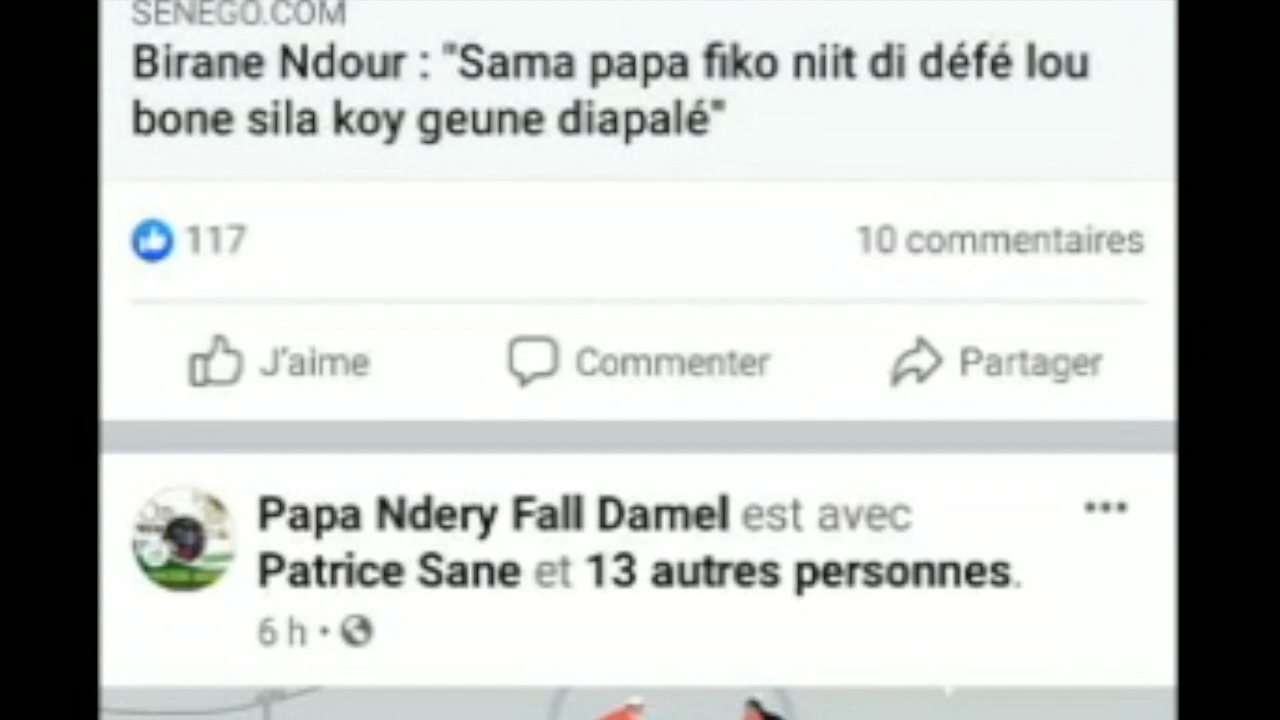 SENEGO.COM
Birane Ndour : "Sama papa fiko niit di défé lou
bone sila koy geune diapalé"
117
10 commentaires
J'aime
Commenter
Partager
Papa Ndery Fall Damel est avec
Patrice Sane et 13 autres personnes.
6 h